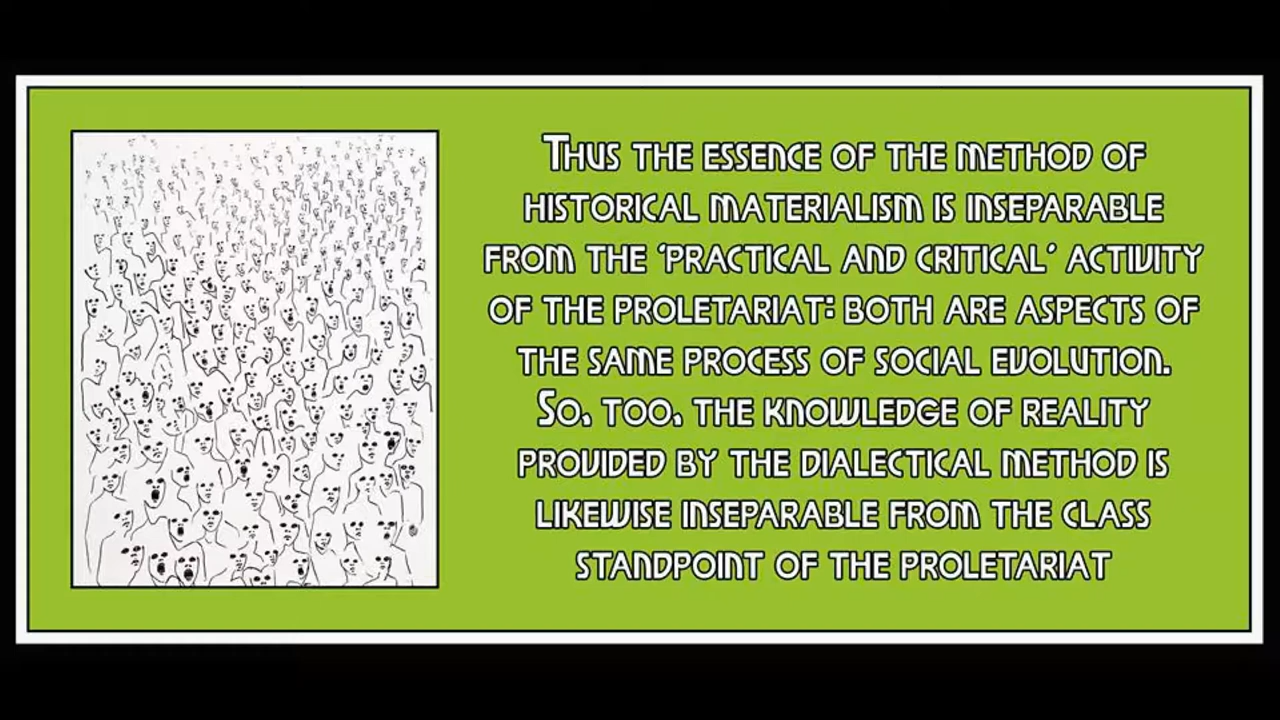 Thus the essence of the method of
historical materialism is inseparable
from the ‘practical and critical’ activity
of the proletariat: both are aspects of
the same process of social evolution.
So, too, the knowledge of reality
provided by the dialectical method is
likewise inseparable from the class
standpoint of the proletariat